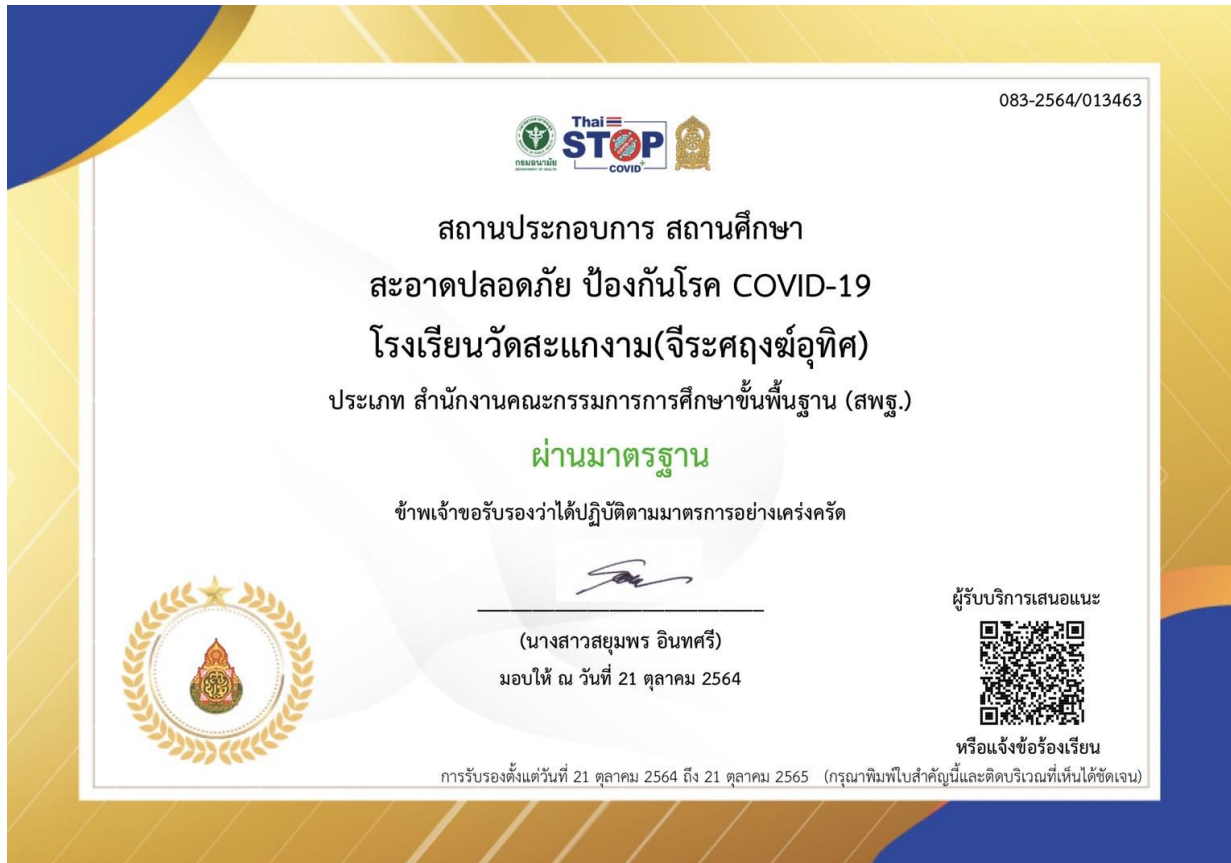 083-2564/013463
Thai
STOP
COVID
กรมอนามัย
DEPARTMENT OF HEALTH
สถานประกอบการ สถานศึกษา
สะอาดปลอดภัย ป้องกันโรค COVID-19
โรงเรียนวัดสะแกงาม(จีระศฤงฆ์อุทิศ)
ประเภท สำนักงานคณะกรรมการการศึกษาขั้นพื้นฐาน (สพฐ.)
ผ่านมาตรฐาน
ข้าพเจ้าขอรับรองว่าได้ปฏิบัติตามมาตรการอย่างเคร่งครัด
(นางสาวสยุมพร อินทศรี)
มอบให้ ณ วันที่ 21 ตุลาคม 2564
ผู้รับบริการเสนอแนะ
หรือแจ้งข้อร้องเรียน
การรับรองตั้งแต่วันที่ 21 ตุลาคม 2564 ถึง 21 ตุลาคม 2565 (กรุณาพิมพ์ใบสำคัญนี้และติดบริเวณที่เห็นได้ชัดเจน)